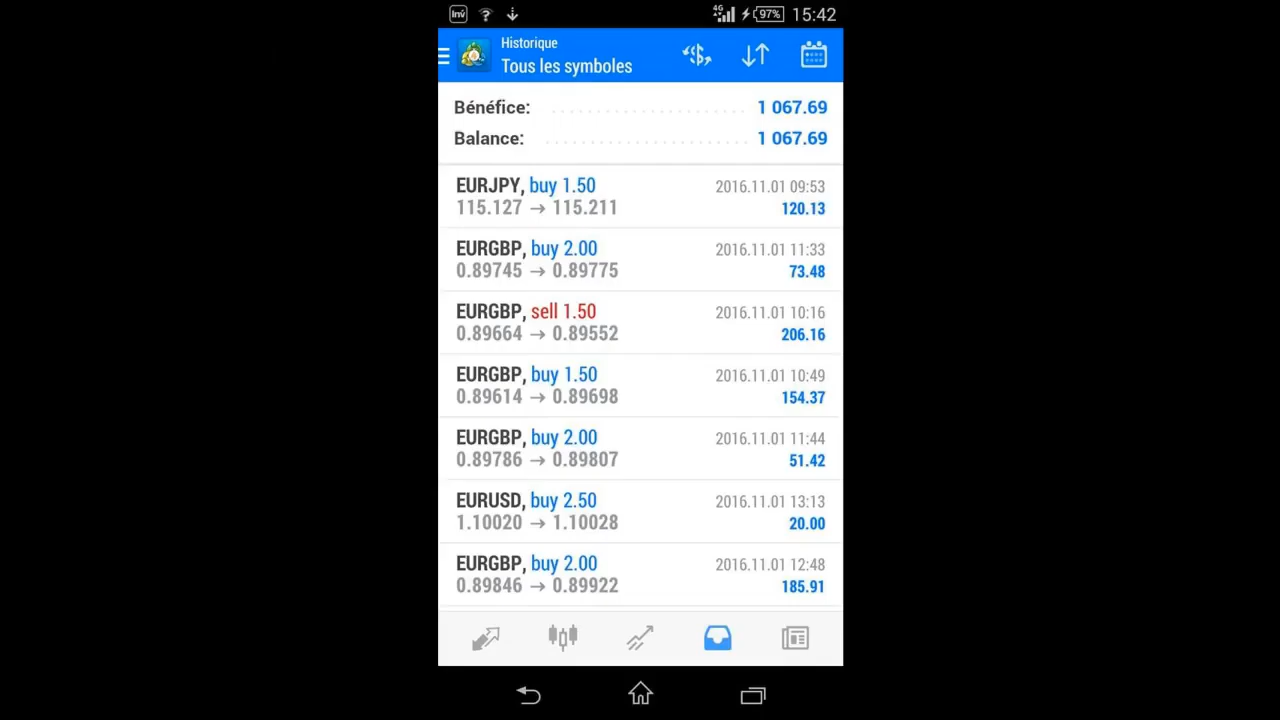 Inv ? 4G 97% 15:42
Historique
Tous les symboles
Bénéfice: 1 067.69
Balance: 1 067.69
EURJPY, buy 1.50 2016.11.01 09:53
115.127 → 115.211 120.13
EURGBP, buy 2.00 2016.11.01 11:33
0.89745 → 0.89775 73.48
EURGBP, sell 1.50 2016.11.01 10:16
0.89664 → 0.89552 206.16
EURGBP, buy 1.50 2016.11.01 10:49
0.89614 → 0.89698 154.37
EURGBP, buy 2.00 2016.11.01 11:44
0.89786 → 0.89807 51.42
EURUSD, buy 2.50 2016.11.01 13:13
1.10020 → 1.10028 20.00
EURGBP, buy 2.00 2016.11.01 12:48
0.89846 → 0.89922 185.91